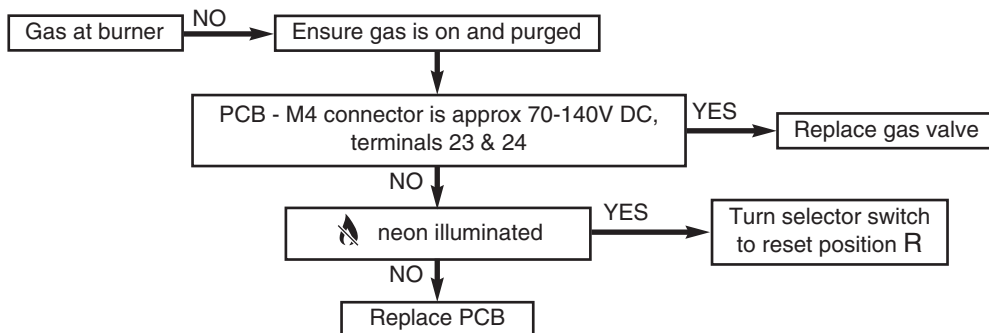 Gas at burner
NO
Ensure gas is on and purged
PCB - M4 connector is approx 70-140V DC,
terminals 23 & 24
YES
Replace gas valve
NO
neon illuminated
YES
Turn selector switch
to reset position R
NO
Replace PCB